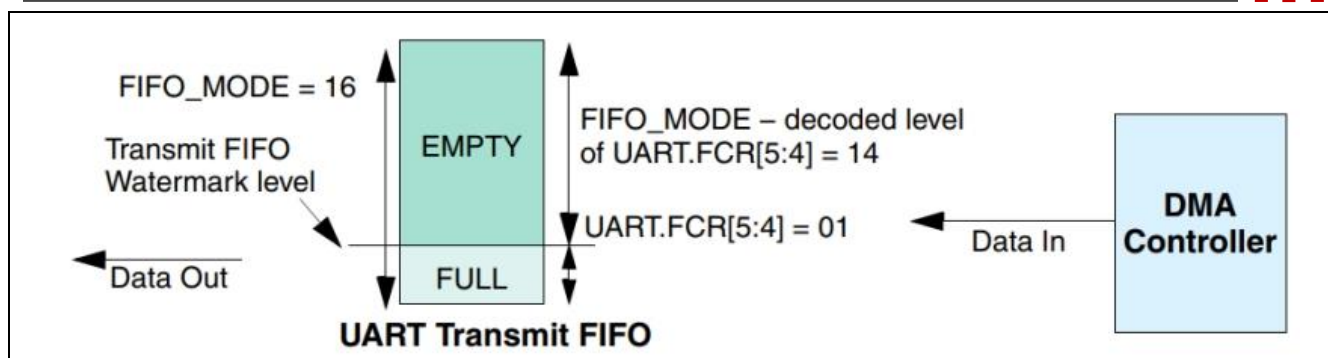 FIFO_MODE = 16
Transmit FIFO
Watermark level
Data Out
EMPTY
FULL
UART Transmit FIFO
FIFO_MODE – decoded level
of UART.FCR[5:4] = 14
UART.FCR[5:4] = 01
Data In
DMA
Controller